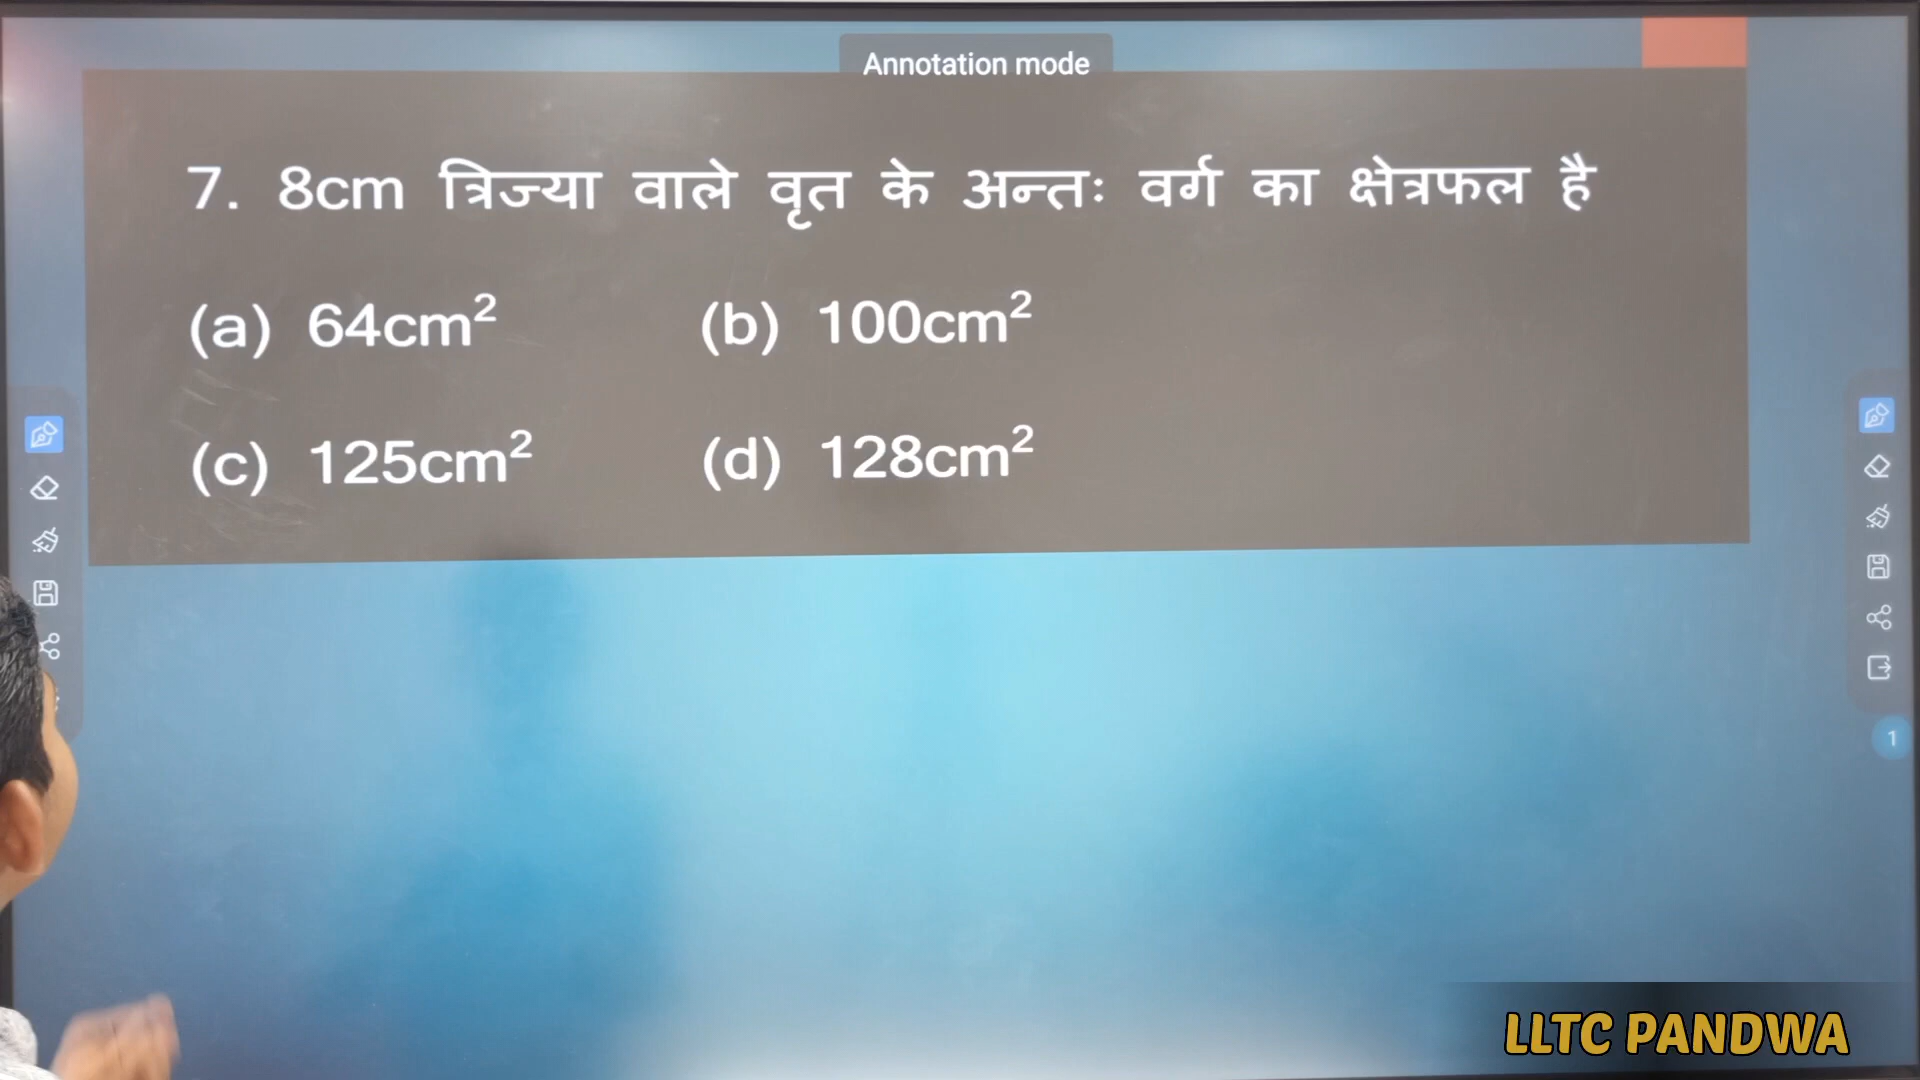 Annotation mode
7. 8cm त्रिज्या वाले वृत के अन्तः वर्ग का क्षेत्रफल है
(a) 64cm² (b) 100cm²
(c) 125cm² (d) 128cm²
1
LLTC PANDWA